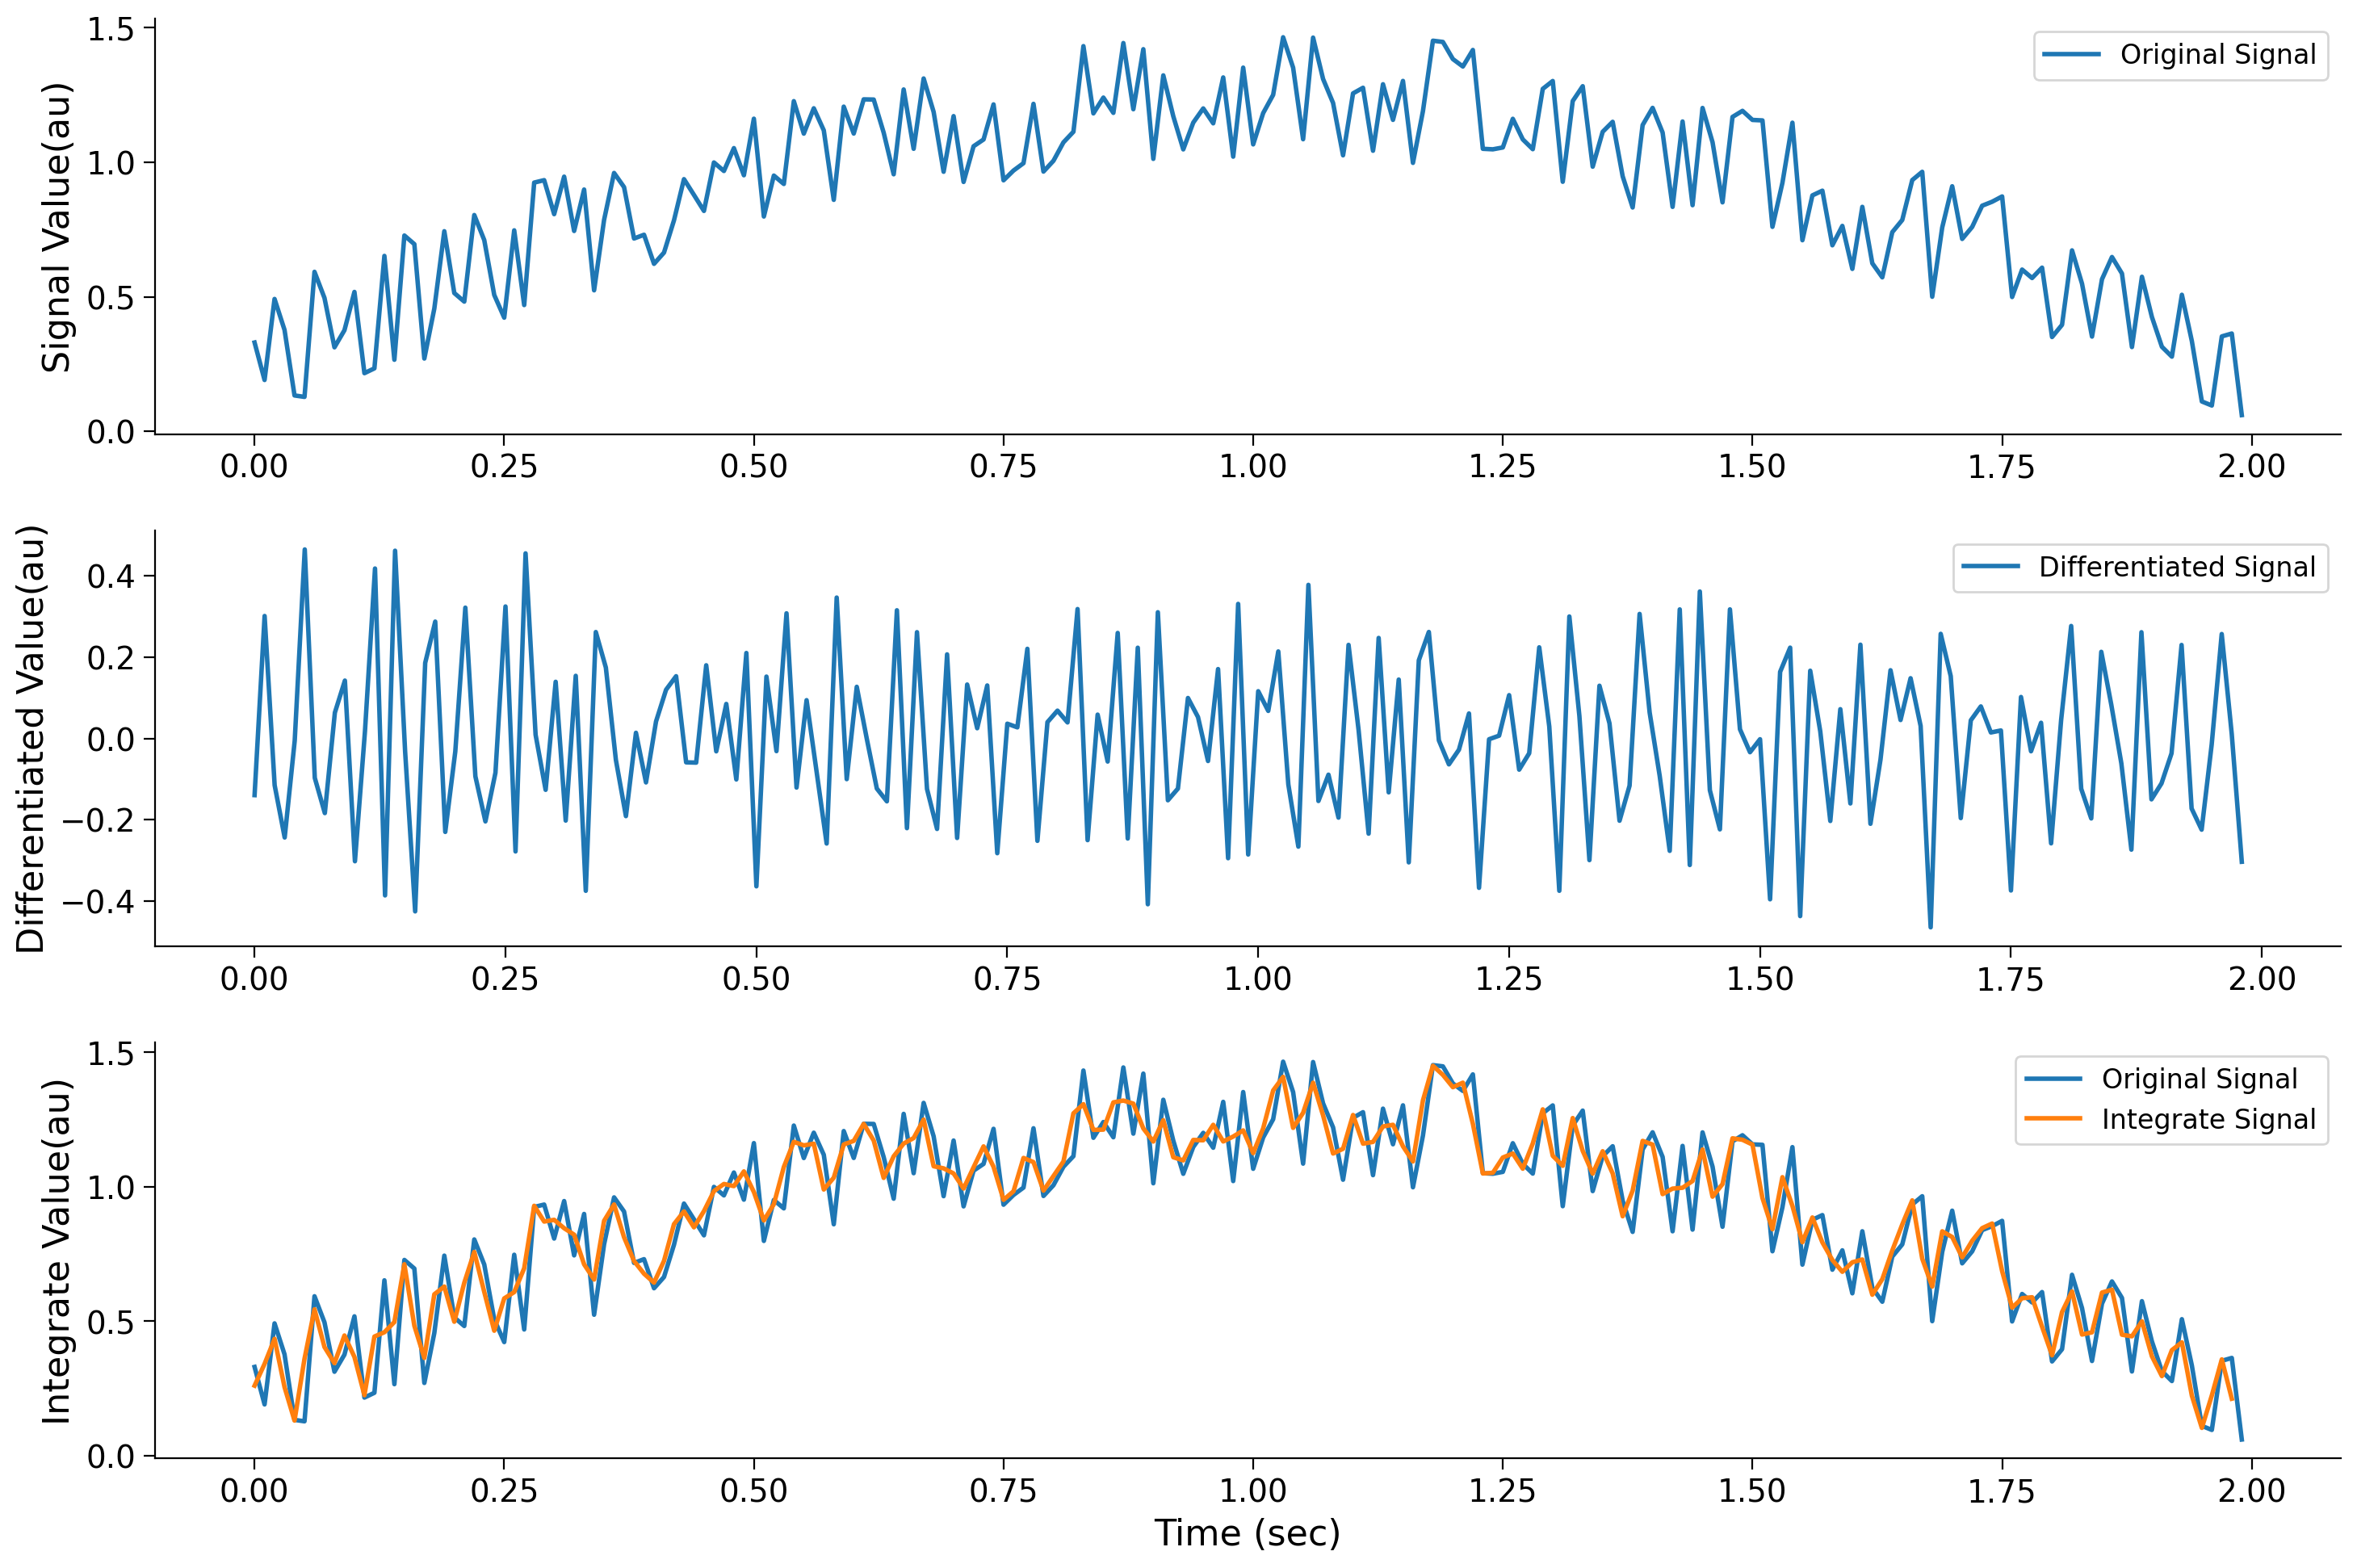 Signal Value(au)
1.5
1.0
0.5
0.0
Original Signal
0.00 0.25 0.50 0.75 1.00 1.25 1.50 1.75 2.00
Differentiated Value(au)
0.4
0.2
0.0
−0.2
−0.4
Differentiated Signal
0.00 0.25 0.50 0.75 1.00 1.25 1.50 1.75 2.00
Integrate Value(au)
1.5
1.0
0.5
0.0
Original Signal
Integrate Signal
0.00 0.25 0.50 0.75 1.00 1.25 1.50 1.75 2.00
Time (sec)